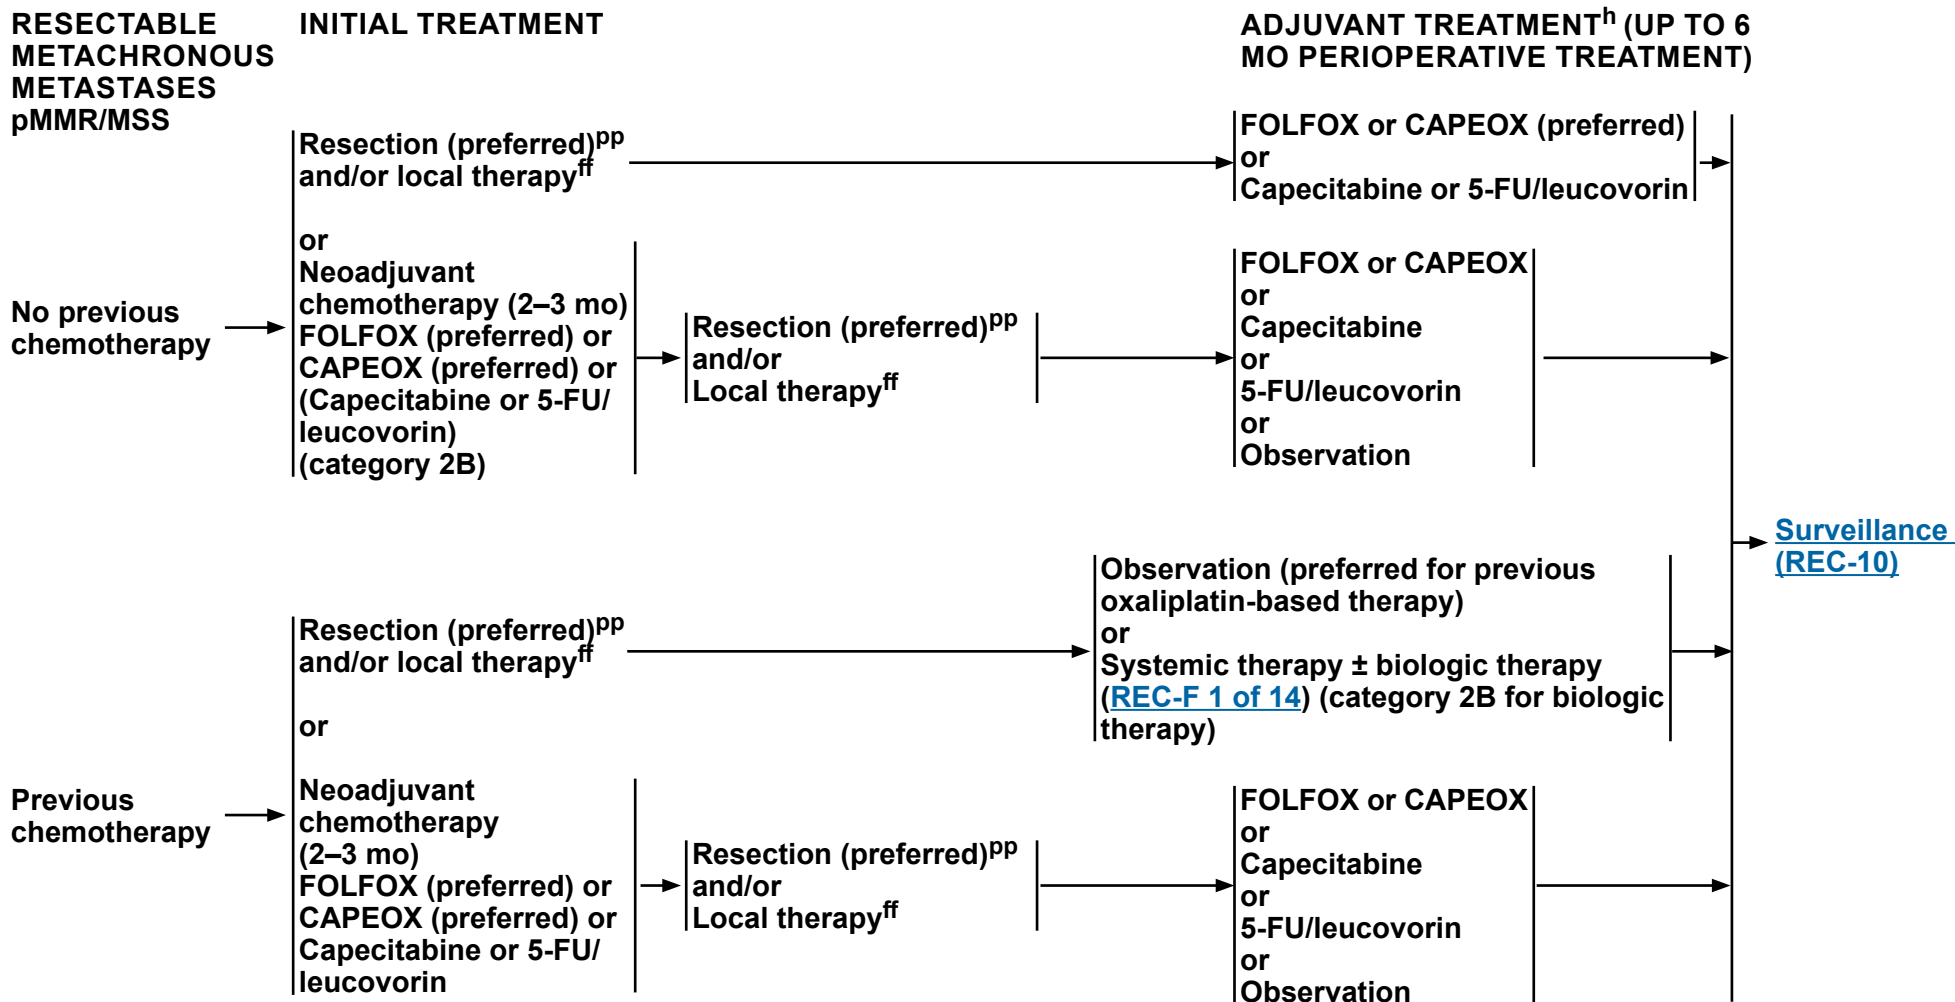 RESECTABLE
METACHRONOUS
METASTASES
pMMR/MSS
INITIAL TREATMENT
ADJUVANT TREATMENTh (UP TO 6
MO PERIOPERATIVE TREATMENT)
No previous
chemotherapy
Resection (preferred)pp
and/or local therapyff
FOLFOX or CAPEOX (preferred)
or
Capecitabine or 5-FU/leucovorin
or
Neoadjuvant
chemotherapy (2–3 mo)
FOLFOX (preferred) or
CAPEOX (preferred) or
(Capecitabine or 5-FU/
leucovorin)
(category 2B)
Resection (preferred)pp
and/or
Local therapyff
FOLFOX or CAPEOX
or
Capecitabine
or
5-FU/leucovorin
or
Observation
Previous
chemotherapy
Resection (preferred)pp
and/or local therapyff
Observation (preferred for previous
oxaliplatin-based therapy)
or
Systemic therapy ± biologic therapy
(REC-F 1 of 14) (category 2B for biologic
therapy)
or
Neoadjuvant
chemotherapy
(2–3 mo)
FOLFOX (preferred) or
CAPEOX (preferred) or
Capecitabine or 5-FU/
leucovorin
Resection (preferred)pp
and/or
Local therapyff
FOLFOX or CAPEOX
or
Capecitabine
or
5-FU/leucovorin
or
Observation
Surveillance
(REC-10)